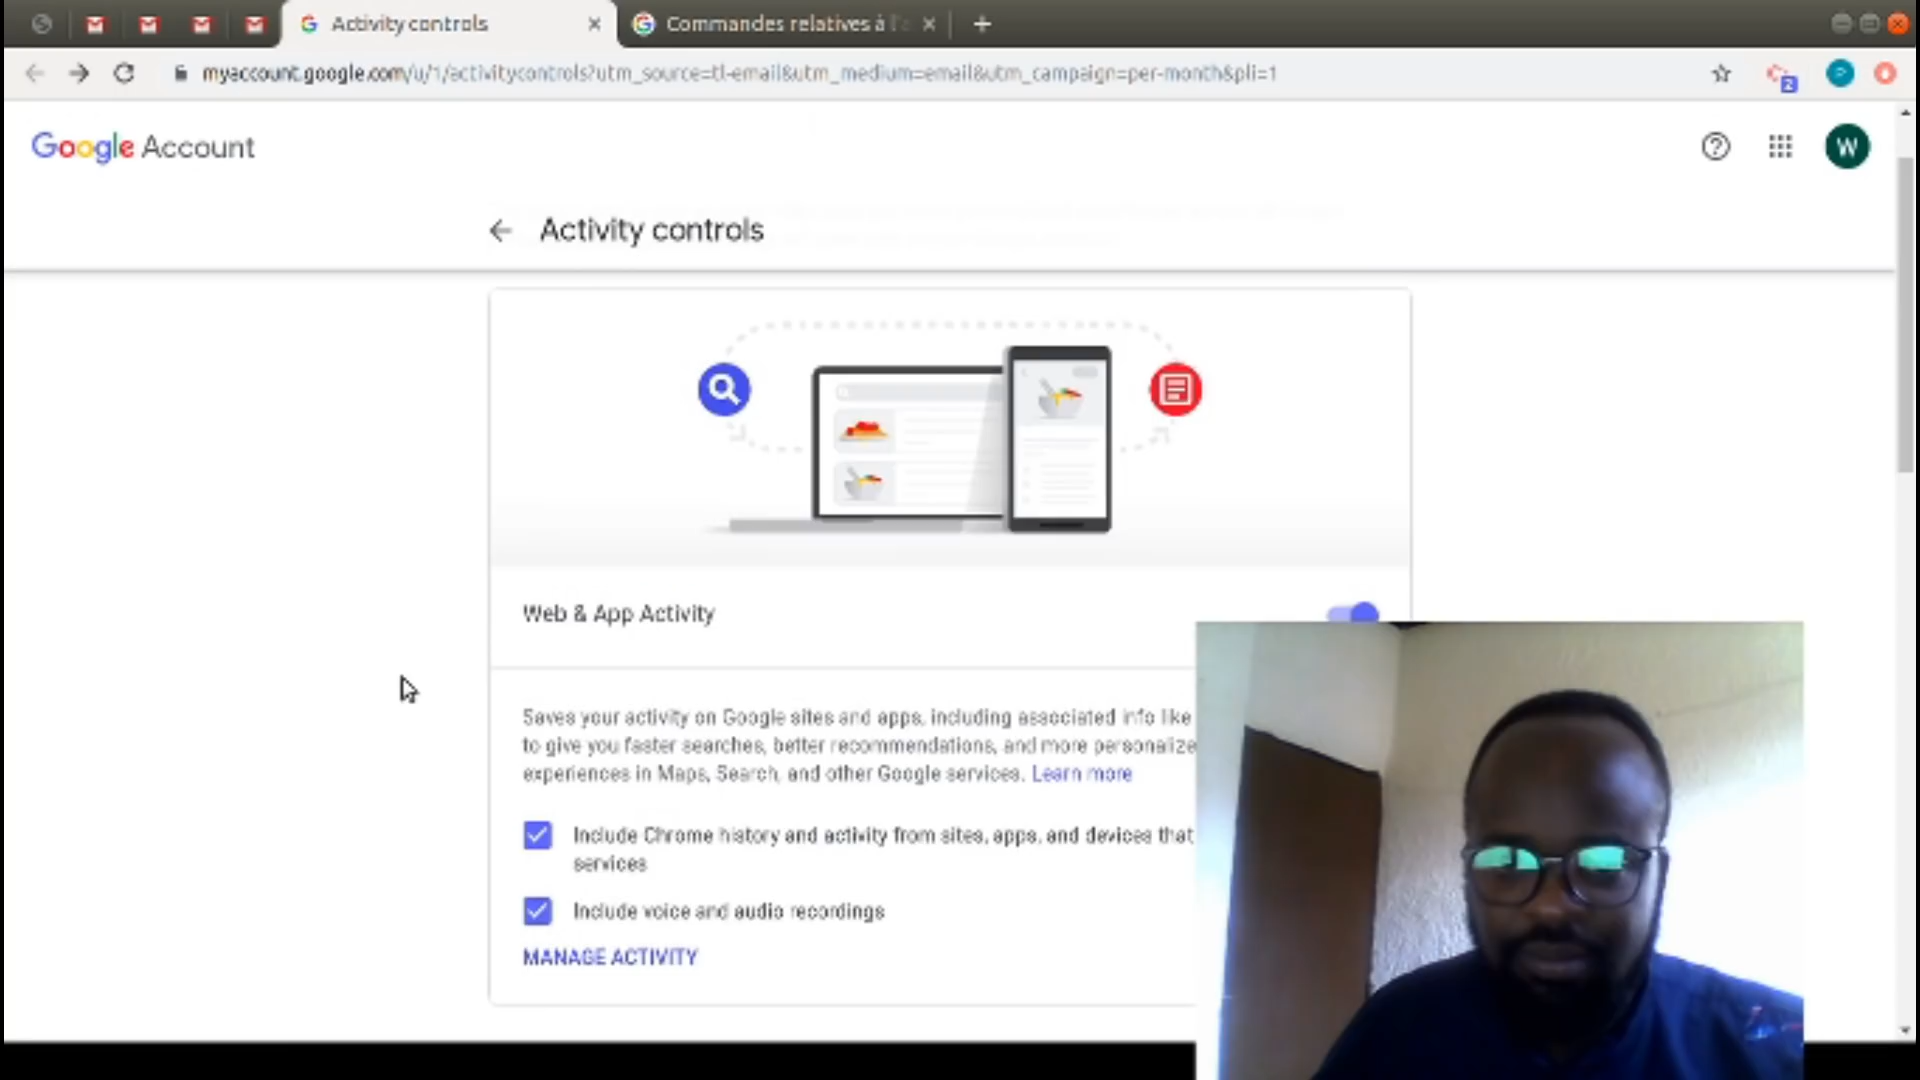 Activity controls
Commandes relatives à l'
myaccount.google.com/u/1/activitycontrols?utm_source=tl-email&utm_medium=email&utm_campaign=per-month&pli=1
2
Google Account
W
Activity controls
Web & App Activity
Saves your activity on Google sites and apps, including associated info like
to give you faster searches, better recommendations, and more personalize
experiences in Maps, Search, and other Google services. Learn more
Include Chrome history and activity from sites, apps, and devices that
services
Include voice and audio recordings
MANAGE ACTIVITY